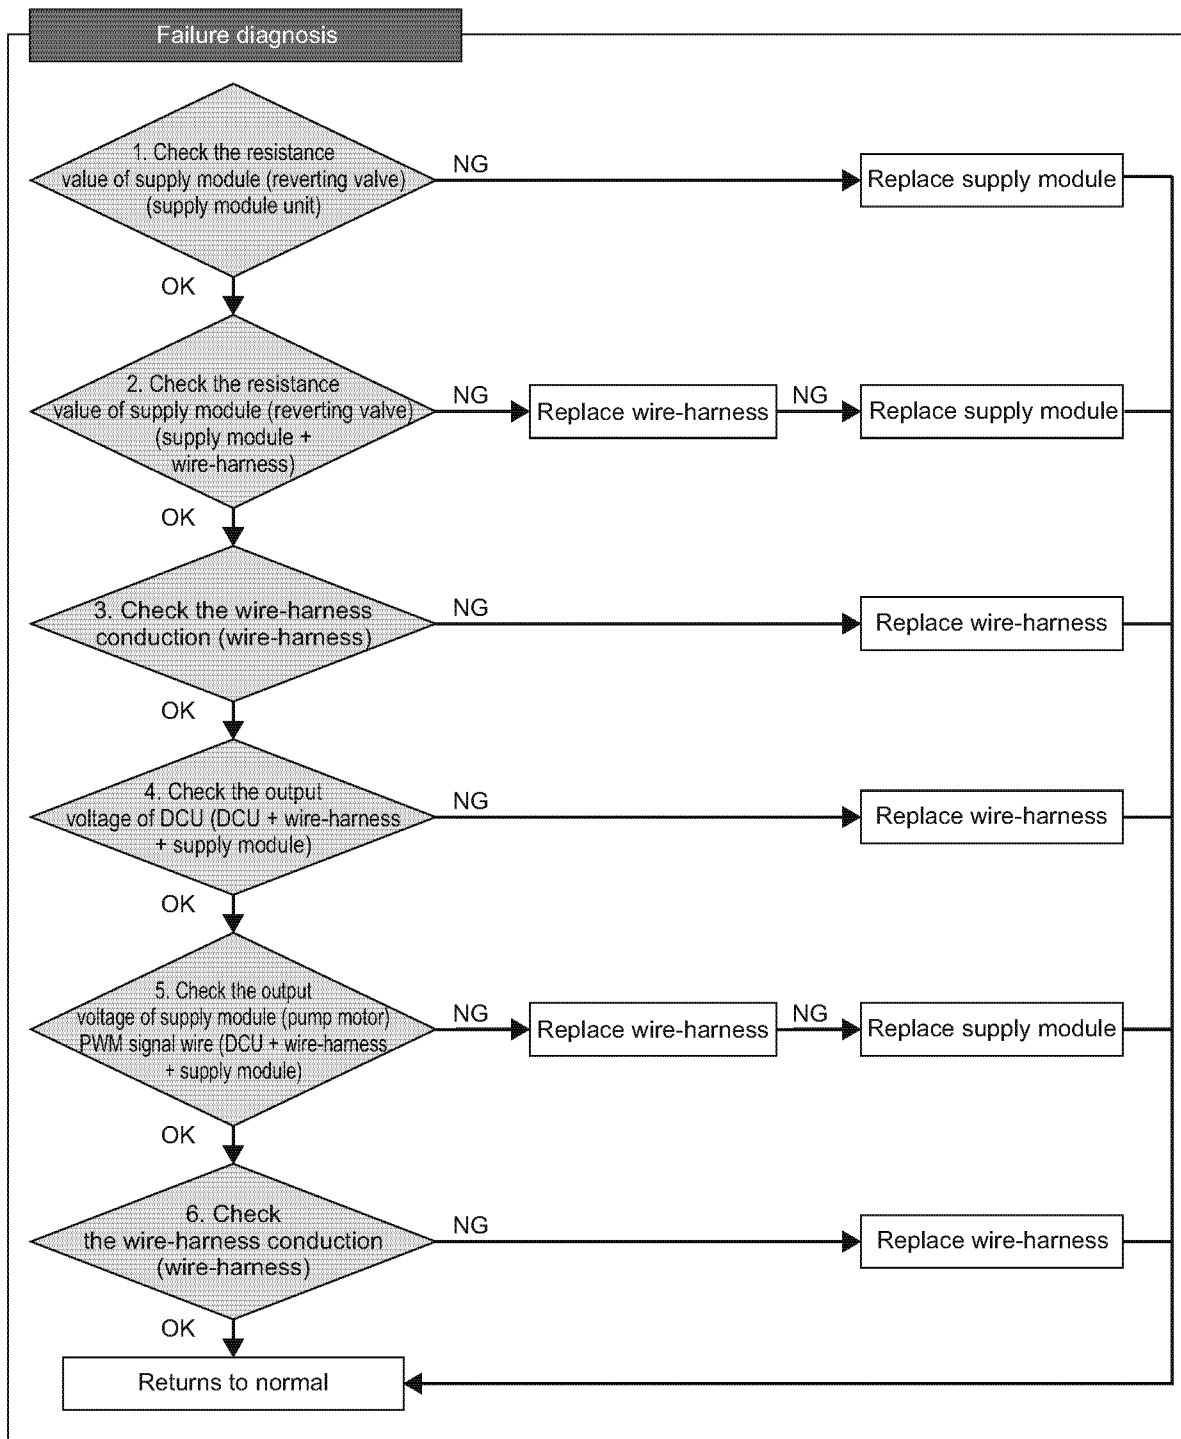 Failure diagnosis
1. Check the resistance
value of supply module (reverting valve)
(supply module unit)
NG
Replace supply module
OK
2. Check the resistance
value of supply module (reverting valve)
(supply module +
wire-harness)
NG
Replace wire-harness
NG
Replace supply module
OK
3. Check the wire-harness
conduction (wire-harness)
NG
Replace wire-harness
OK
4. Check the output
voltage of DCU (DCU + wire-harness
+ supply module)
NG
Replace wire-harness
OK
5. Check the output
voltage of supply module (pump motor)
PWM signal wire (DCU + wire-harness
+ supply module)
NG
Replace wire-harness
NG
Replace supply module
OK
6. Check
the wire-harness conduction
(wire-harness)
NG
Replace wire-harness
OK
Returns to normal